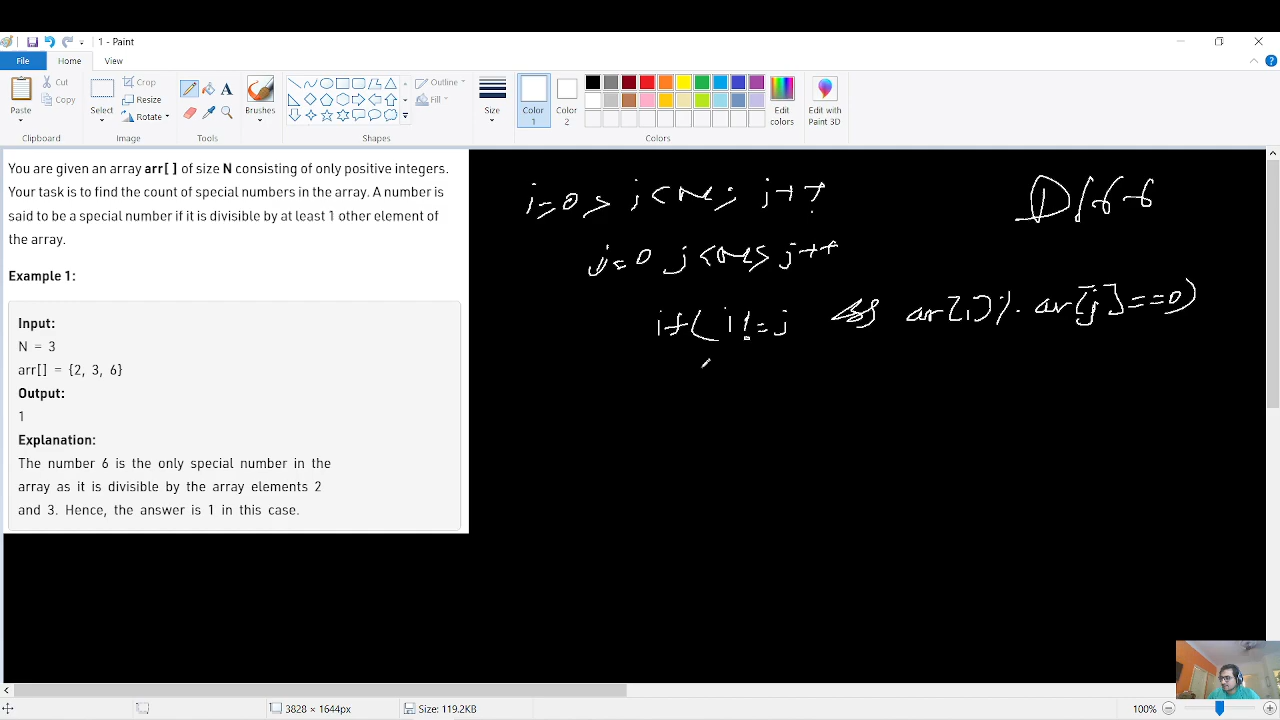 1 - Paint
File
Home
View
Paste
Cut
Copy
Clipboard
Select
Crop
Resize
Rotate
Image
Tools
Brushes
Shapes
Outline
Fill
Size
Color 1
Color 2
Edit colors
Edit with Paint 3D
Colors
You are given an array arr[ ] of size N consisting of only positive integers.
Your task is to find the count of special numbers in the array. A number is
said to be a special number if it is divisible by at least 1 other element of
the array.
Example 1:
Input:
N = 3
arr[] = {2, 3, 6}
Output:
1
Explanation:
The number 6 is the only special number in the
array as it is divisible by the array elements 2
and 3. Hence, the answer is 1 in this case.
i=0; i<N; i++
j=0 j<N; j++
if( i!=j && ar[i]% ar[j]==0)
3828 × 1644px
Size: 119.2KB
100%